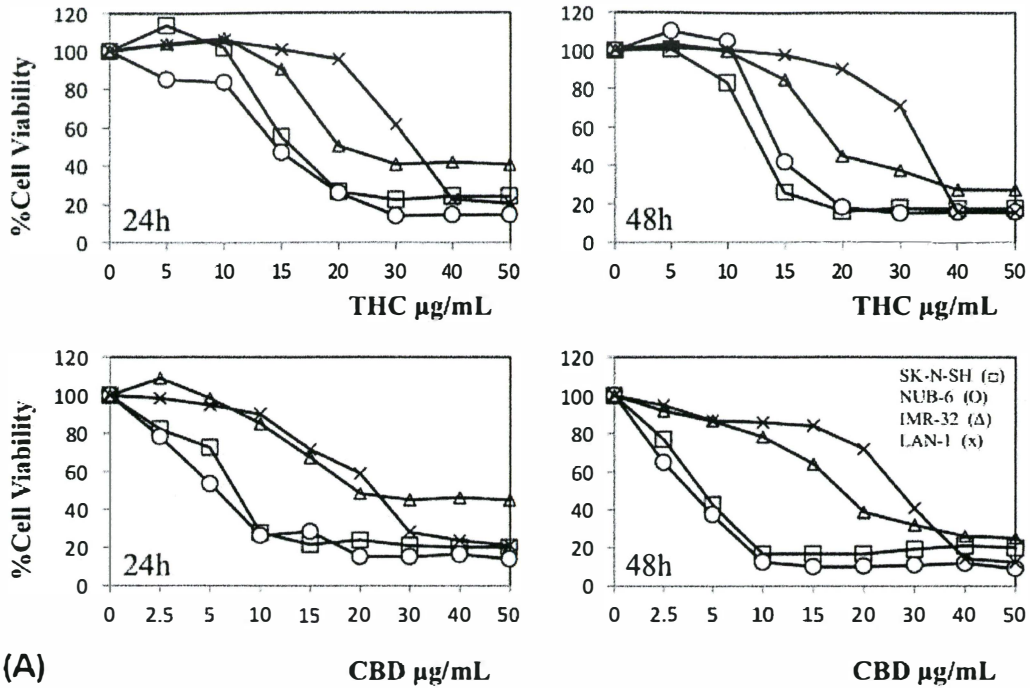 120
100
80
60
40
20
0
%Cell Viability
24h
0 5 10 15 20 30 40 50
THC µg/mL
120
100
80
60
40
20
0
48h
0 5 10 15 20 30 40 50
THC µg/mL
120
100
80
60
40
20
0
%Cell Viability
24h
0 2.5 5 10 15 20 30 40 50
CBD µg/mL
120
100
80
60
40
20
0
SK-N-SH (□)
NUB-6 (O)
IMR-32 (Δ)
LAN-1 (x)
48h
0 2.5 5 10 15 20 30 40 50
CBD µg/mL
(A)